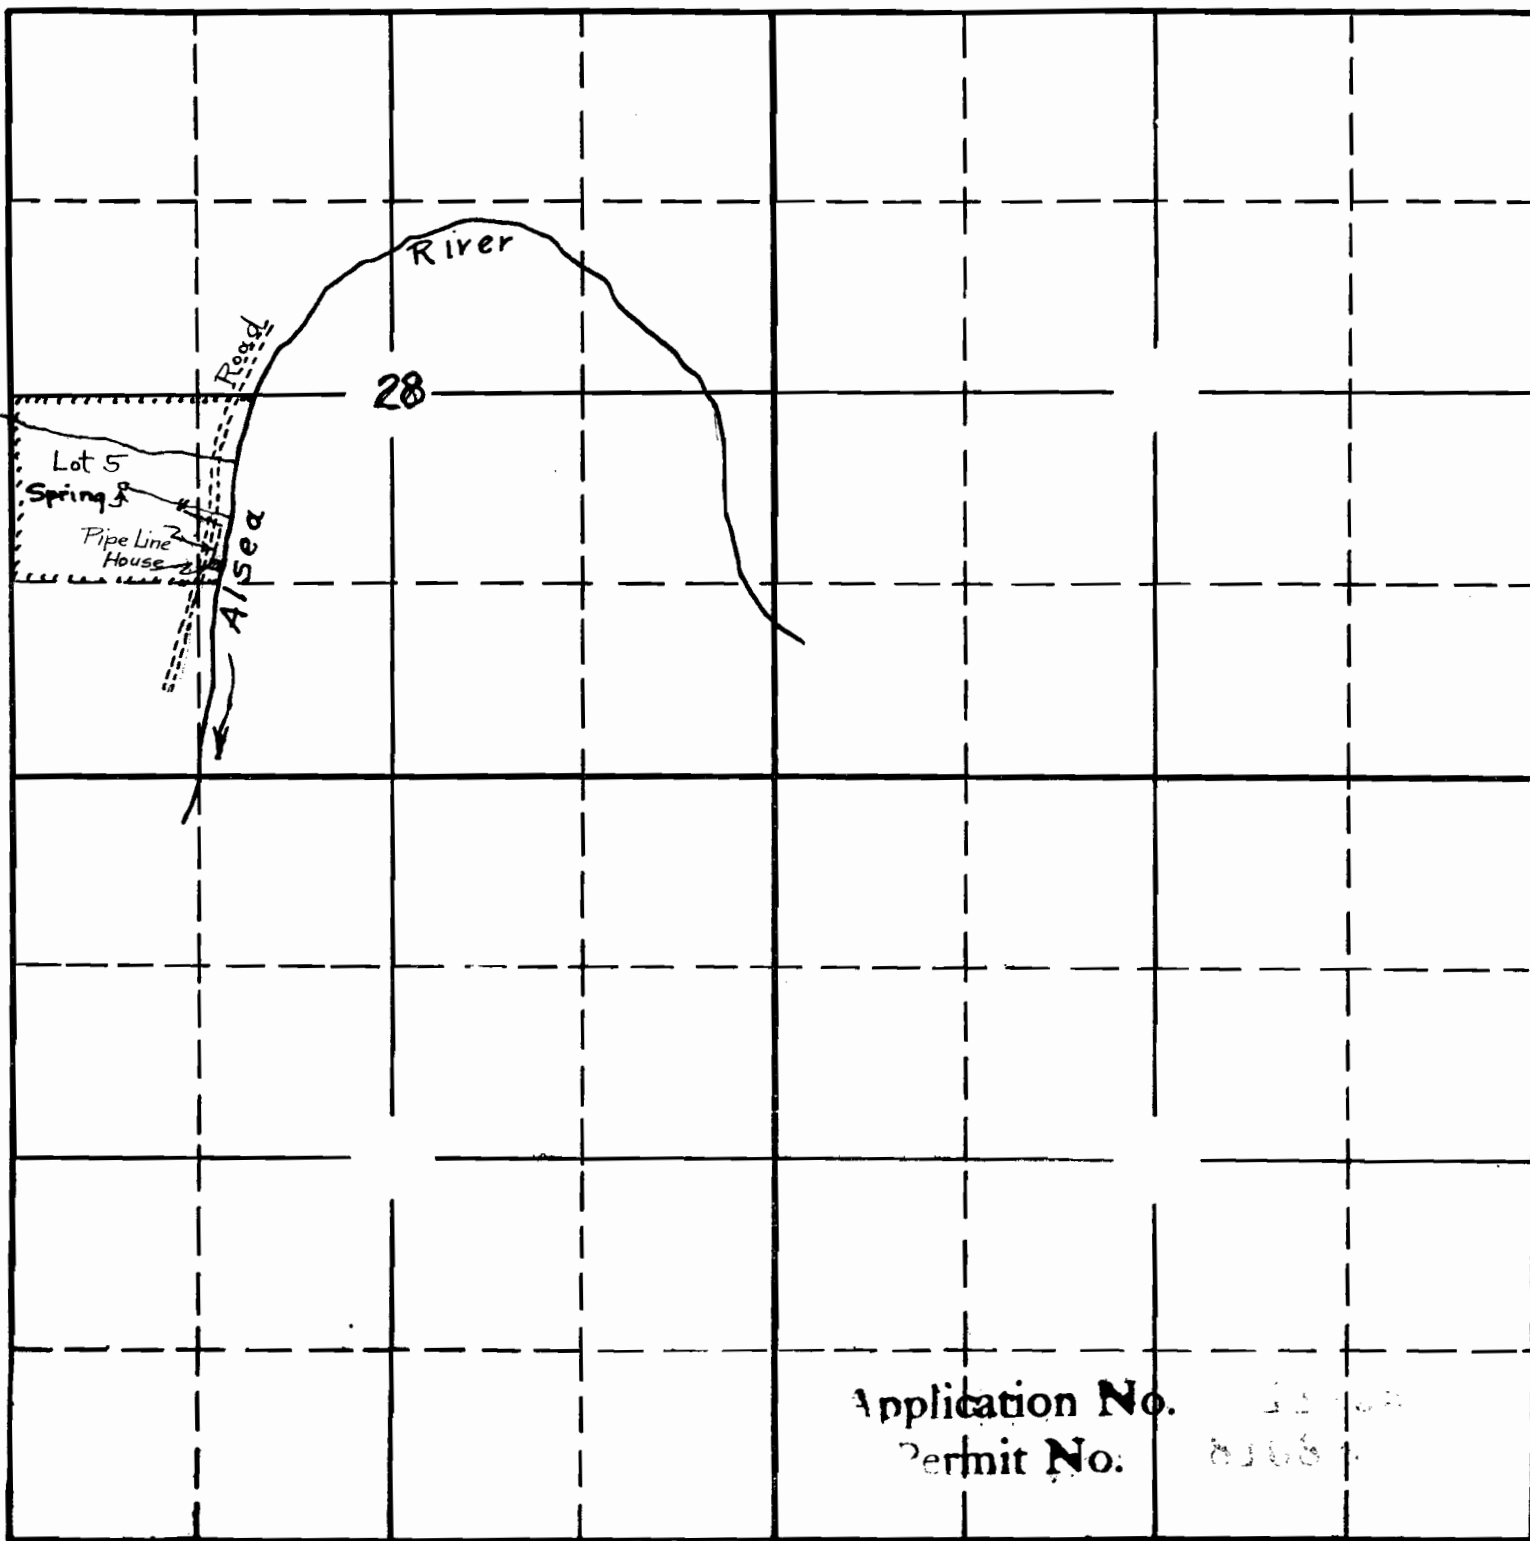 River
Road
28
Lot 5
Spring
Pipe Line
House
Alsea
Application No.
Permit No.